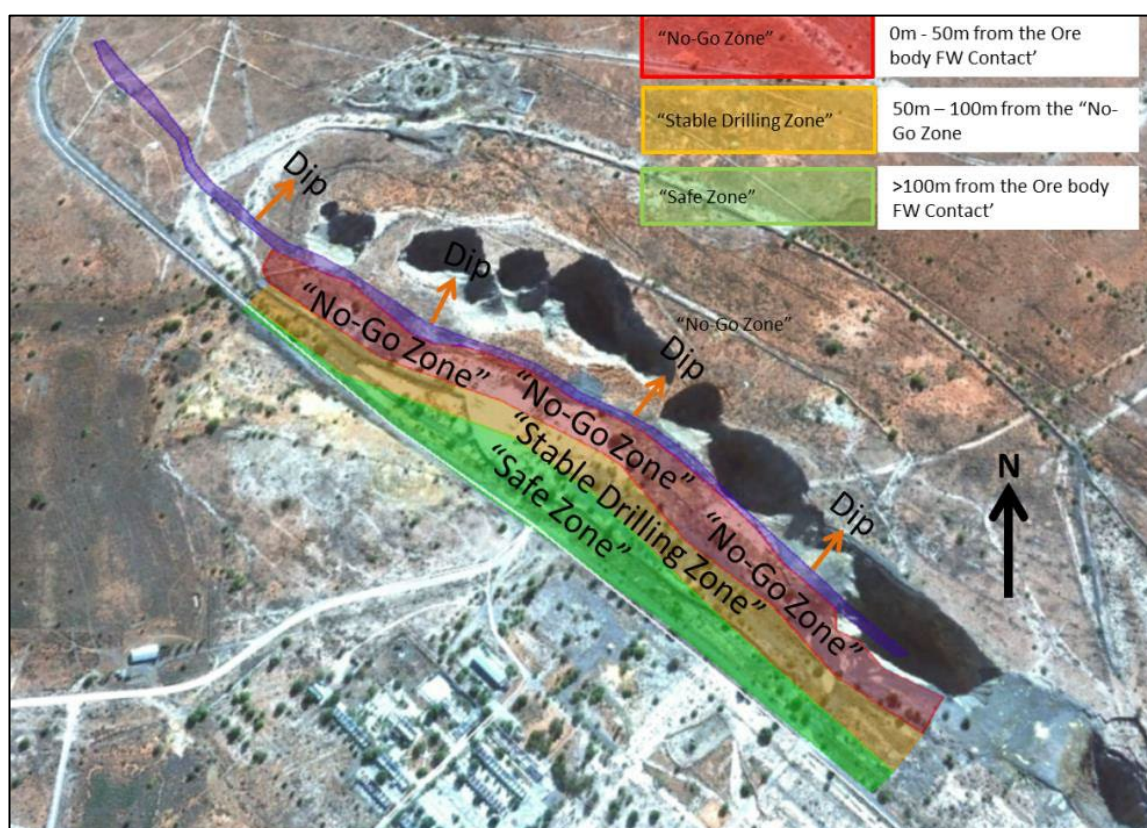 “No-Go Zone”
0m - 50m from the Ore
body FW Contact’
“Stable Drilling Zone”
50m – 100m from the “No-
Go Zone
“Safe Zone”
>100m from the Ore body
FW Contact’
Dip
Dip
“No-Go Zone”
“No-Go Zone”
Dip
“No-Go Zone”
“Stable Drilling Zone”
“Safe Zone”
“No-Go Zone”
Dip
N